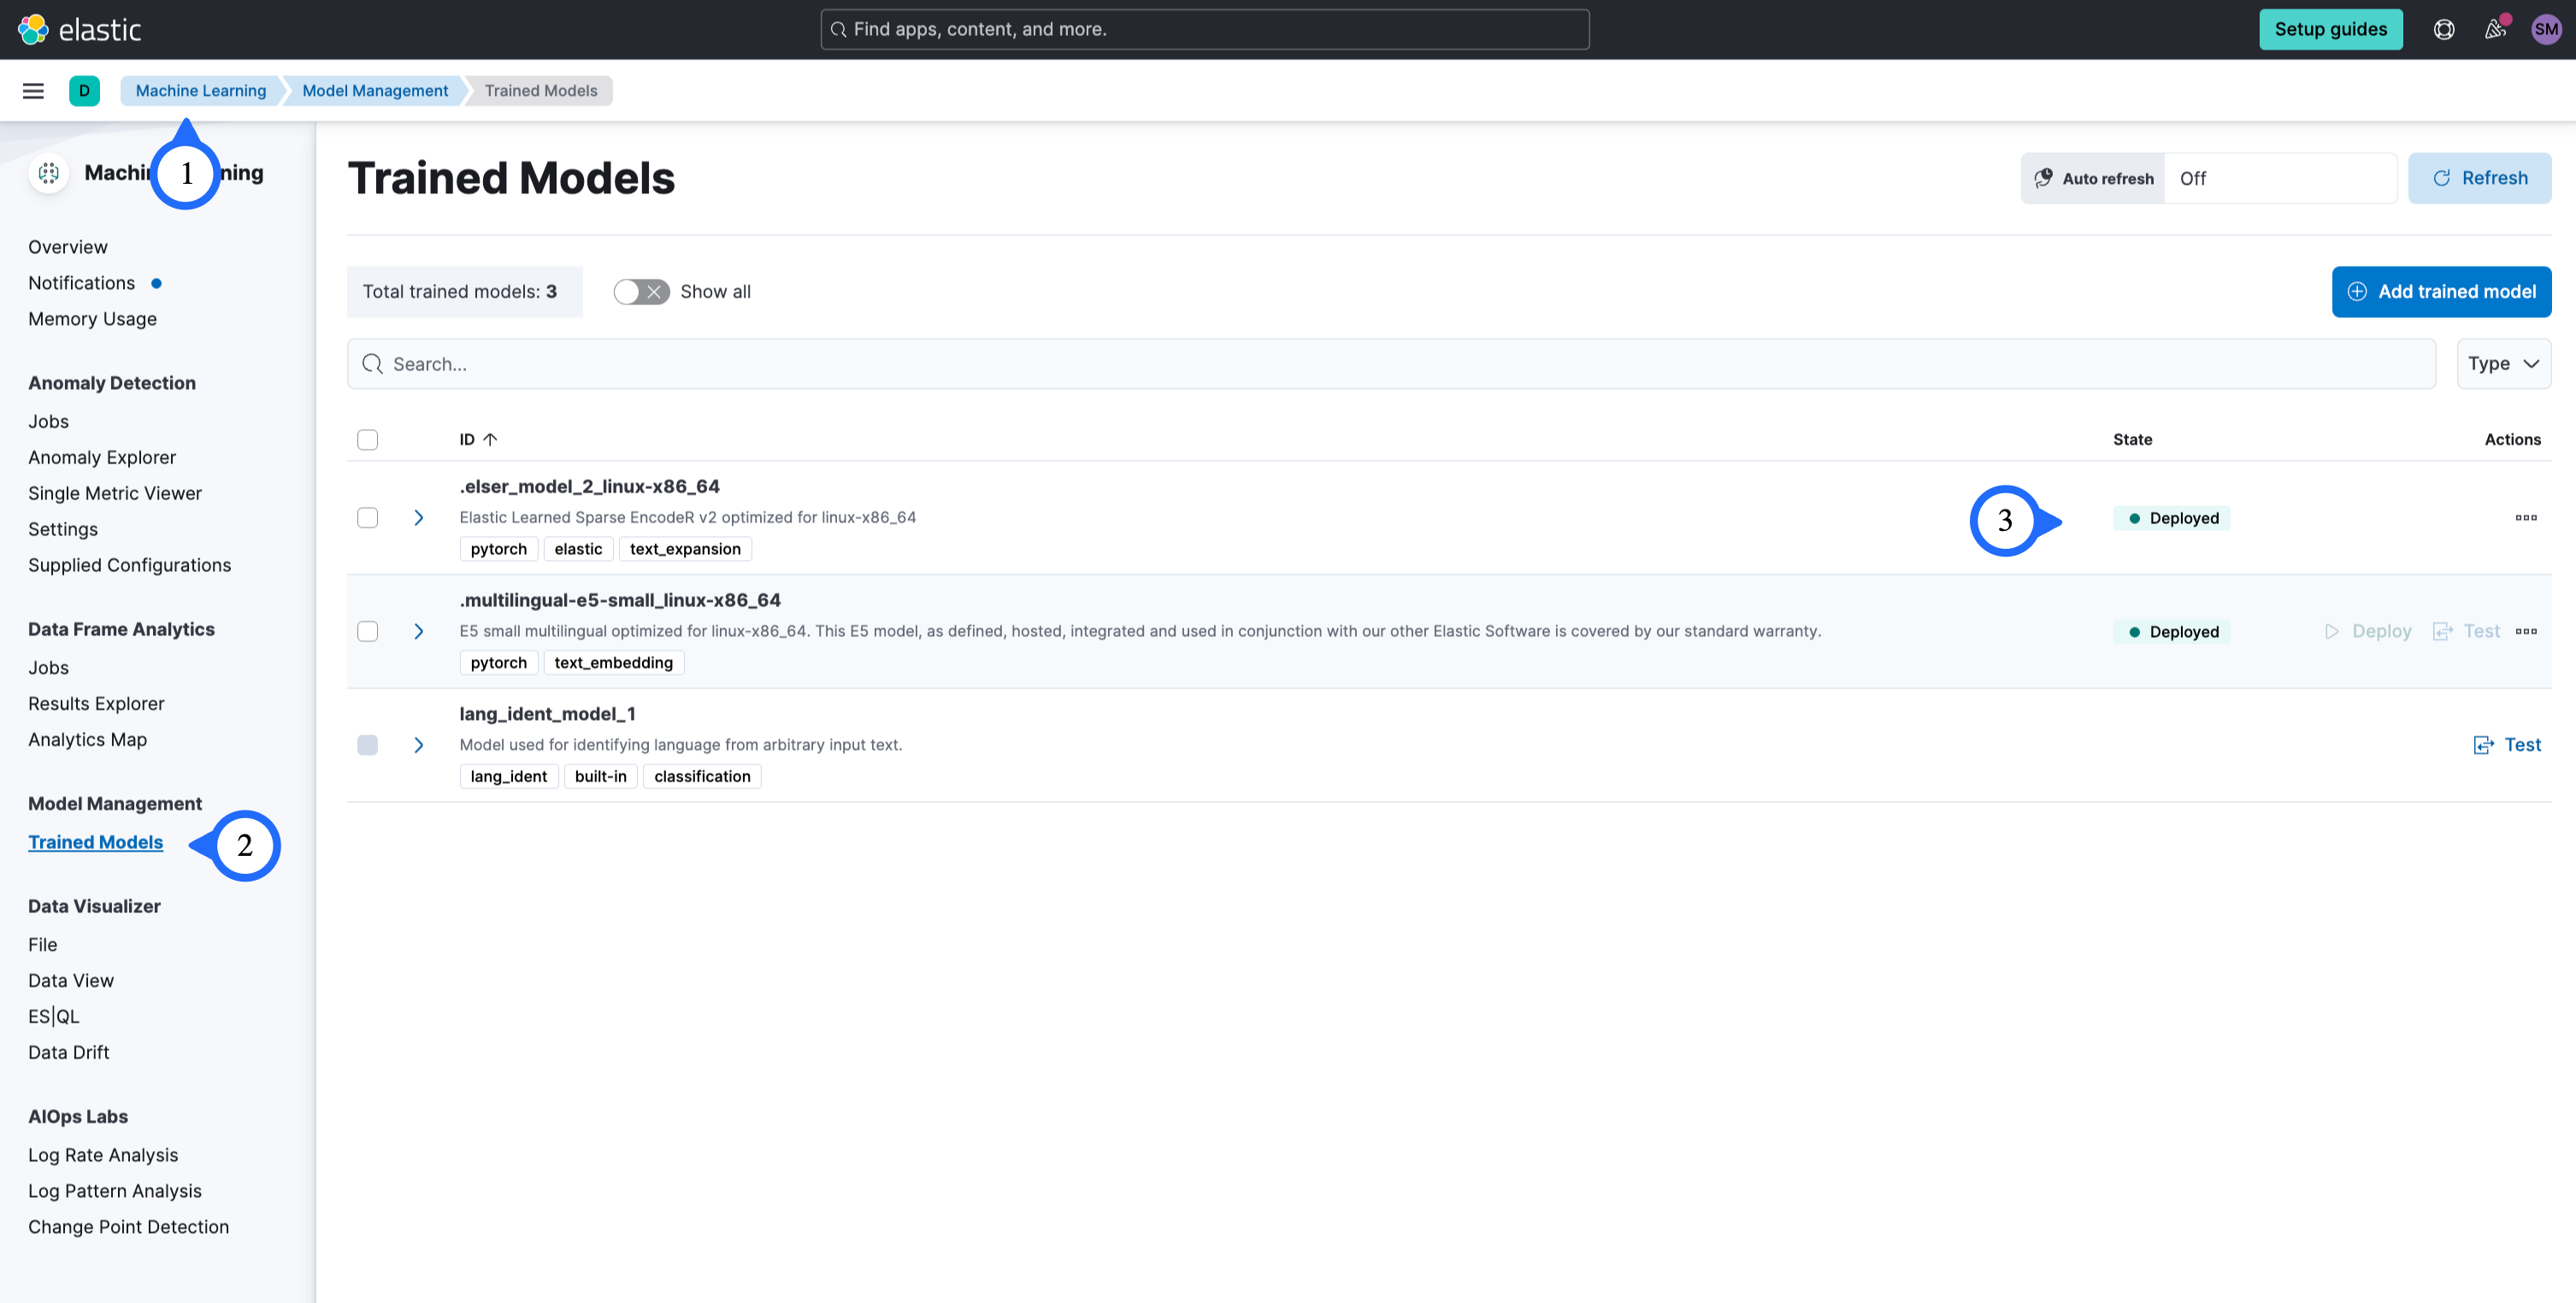 elastic
Find apps, content, and more.
Setup guides
SM
D
Machine Learning
Model Management
Trained Models
1
Machi ning
Overview
Notifications
Memory Usage
Anomaly Detection
Jobs
Anomaly Explorer
Single Metric Viewer
Settings
Supplied Configurations
Data Frame Analytics
Jobs
Results Explorer
Analytics Map
Model Management
Trained Models
2
Data Visualizer
File
Data View
ES|QL
Data Drift
AIOps Labs
Log Rate Analysis
Log Pattern Analysis
Change Point Detection
Trained Models
Auto refresh
Off
Refresh
Total trained models: 3
Show all
Add trained model
Search...
Type
ID
State
Actions
.elser_model_2_linux-x86_64
Elastic Learned Sparse EncodeR v2 optimized for linux-x86_64
pytorch
elastic
text_expansion
3
Deployed
.multilingual-e5-small_linux-x86_64
E5 small multilingual optimized for linux-x86_64. This E5 model, as defined, hosted, integrated and used in conjunction with our other Elastic Software is covered by our standard warranty.
pytorch
text_embedding
Deployed
Deploy
Test
lang_ident_model_1
Model used for identifying language from arbitrary input text.
lang_ident
built-in
classification
Test